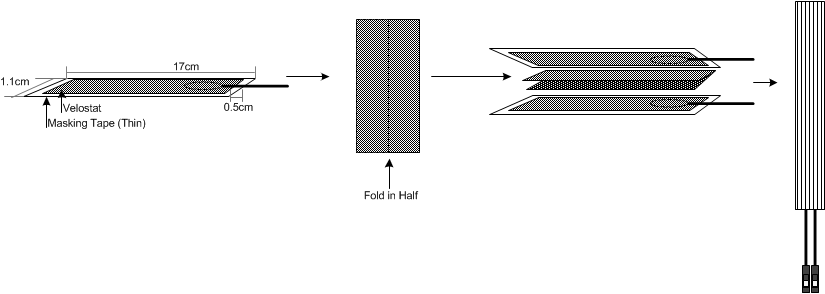 17cm
1.1cm
0.5cm
Velostat
Masking Tape (Thin)
Fold in Half